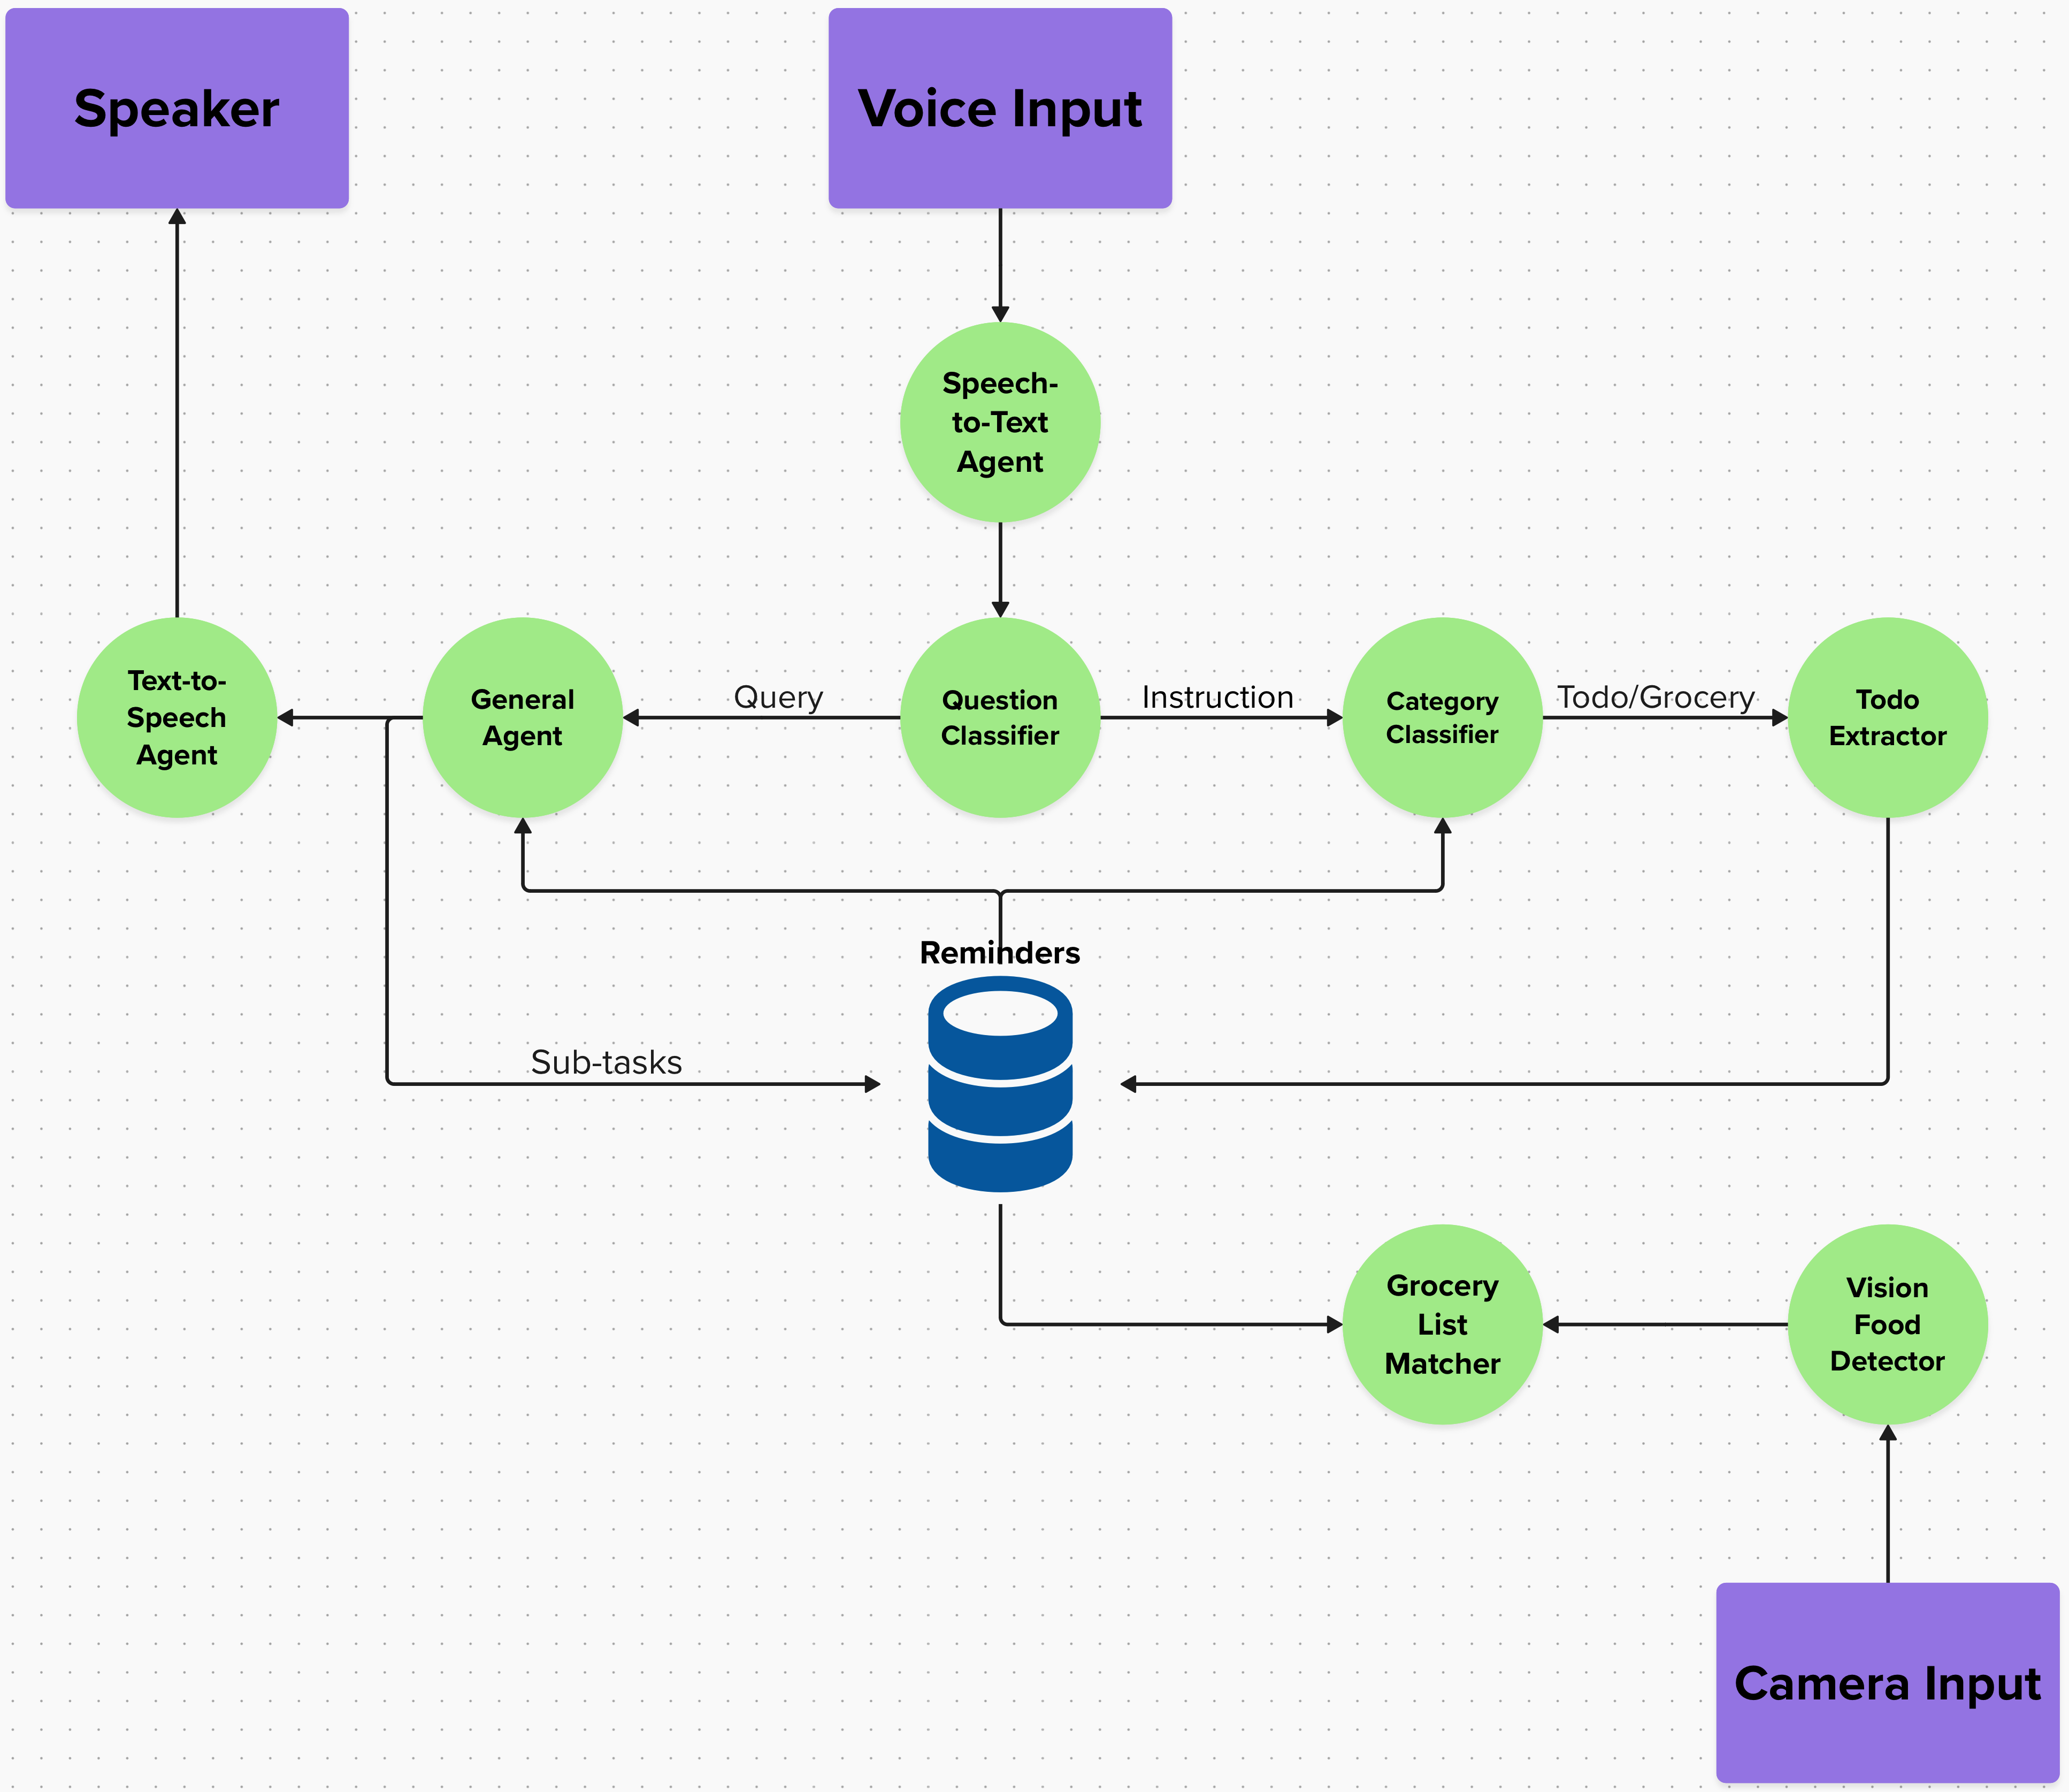 Speaker
Voice Input
Speech-
to-Text
Agent
Text-to-
Speech
Agent
General
Agent
Query
Question
Classifier
Instruction
Category
Classifier
Todo/Grocery
Todo
Extractor
Reminders
Sub-tasks
Grocery
List
Matcher
Vision
Food
Detector
Camera Input